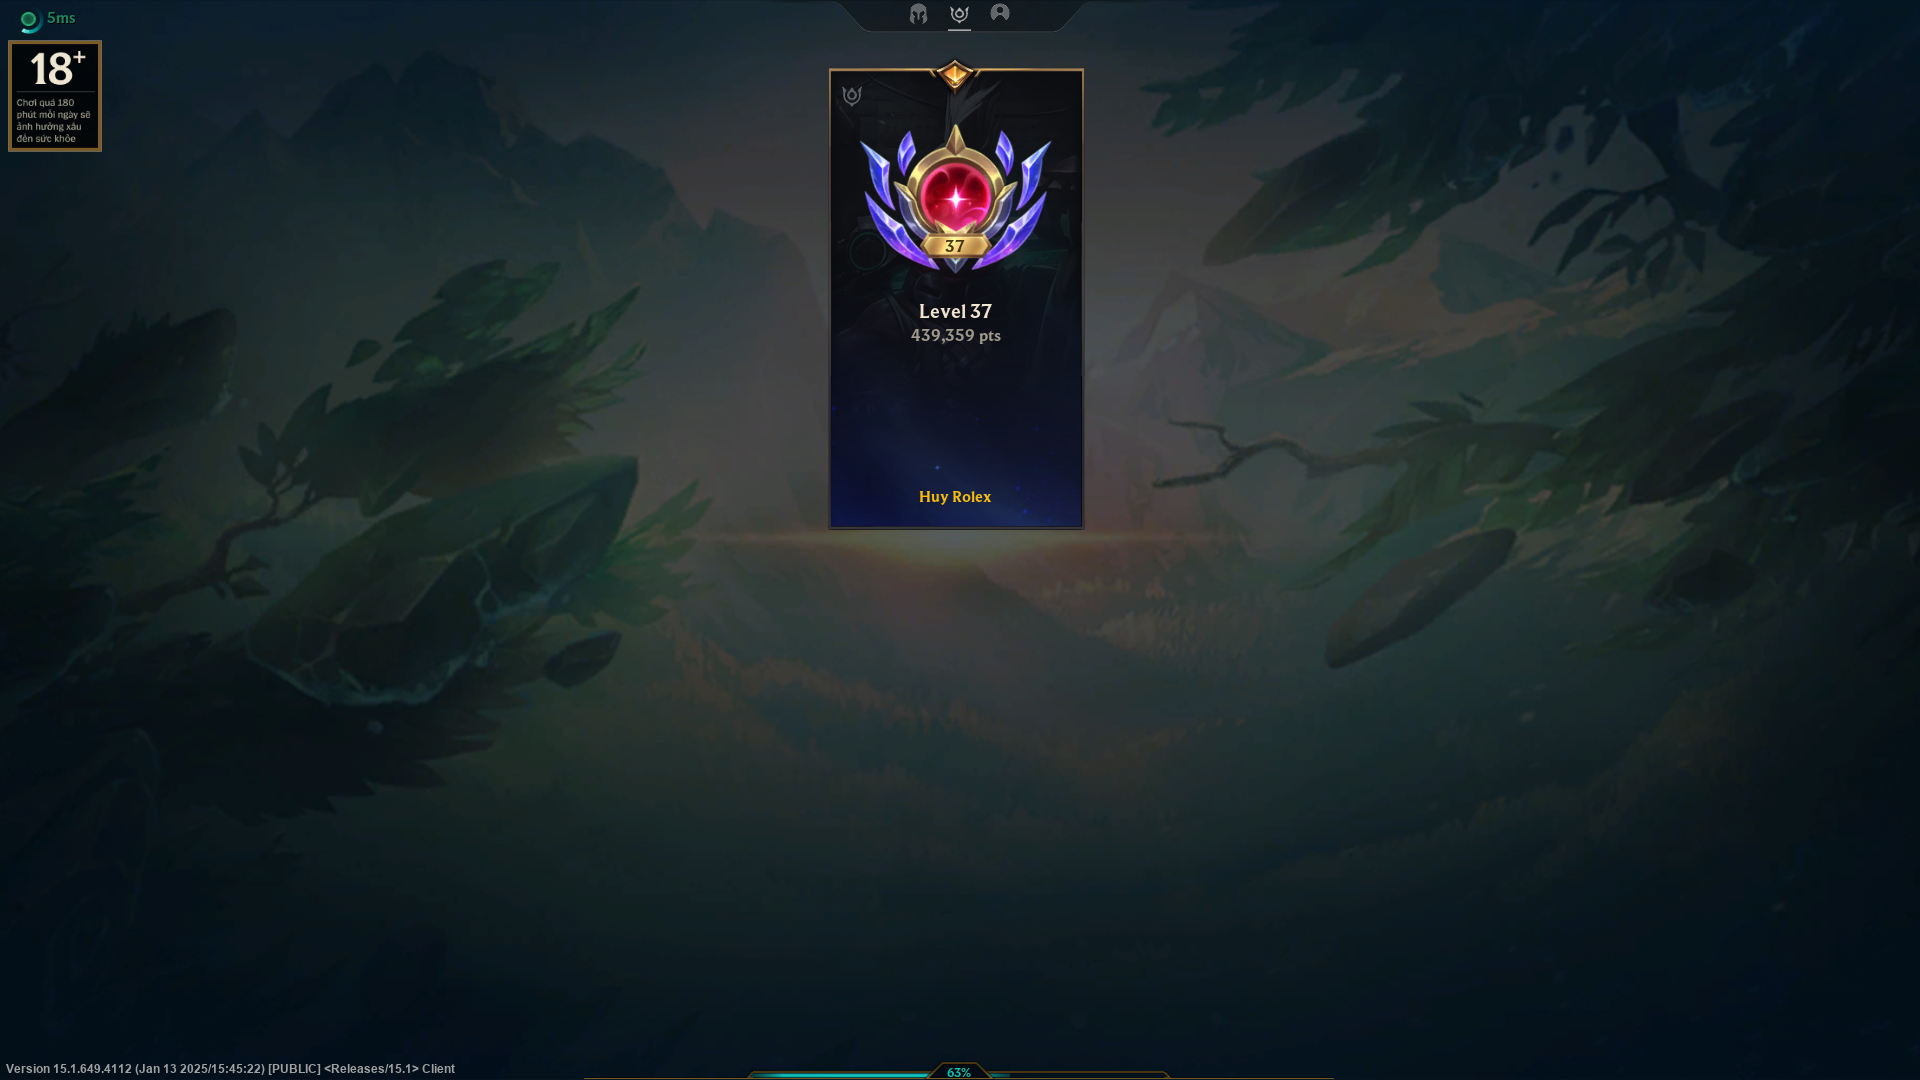 5ms
18+
Chơi quá 180
phút mỗi ngày sẽ
ảnh hưởng xấu
đến sức khỏe
37
Level 37
439,359 pts
Huy Rolex
Version 15.1.649.4112 (Jan 13 2025/15:45:22) [PUBLIC] <Releases/15.1> Client
63%